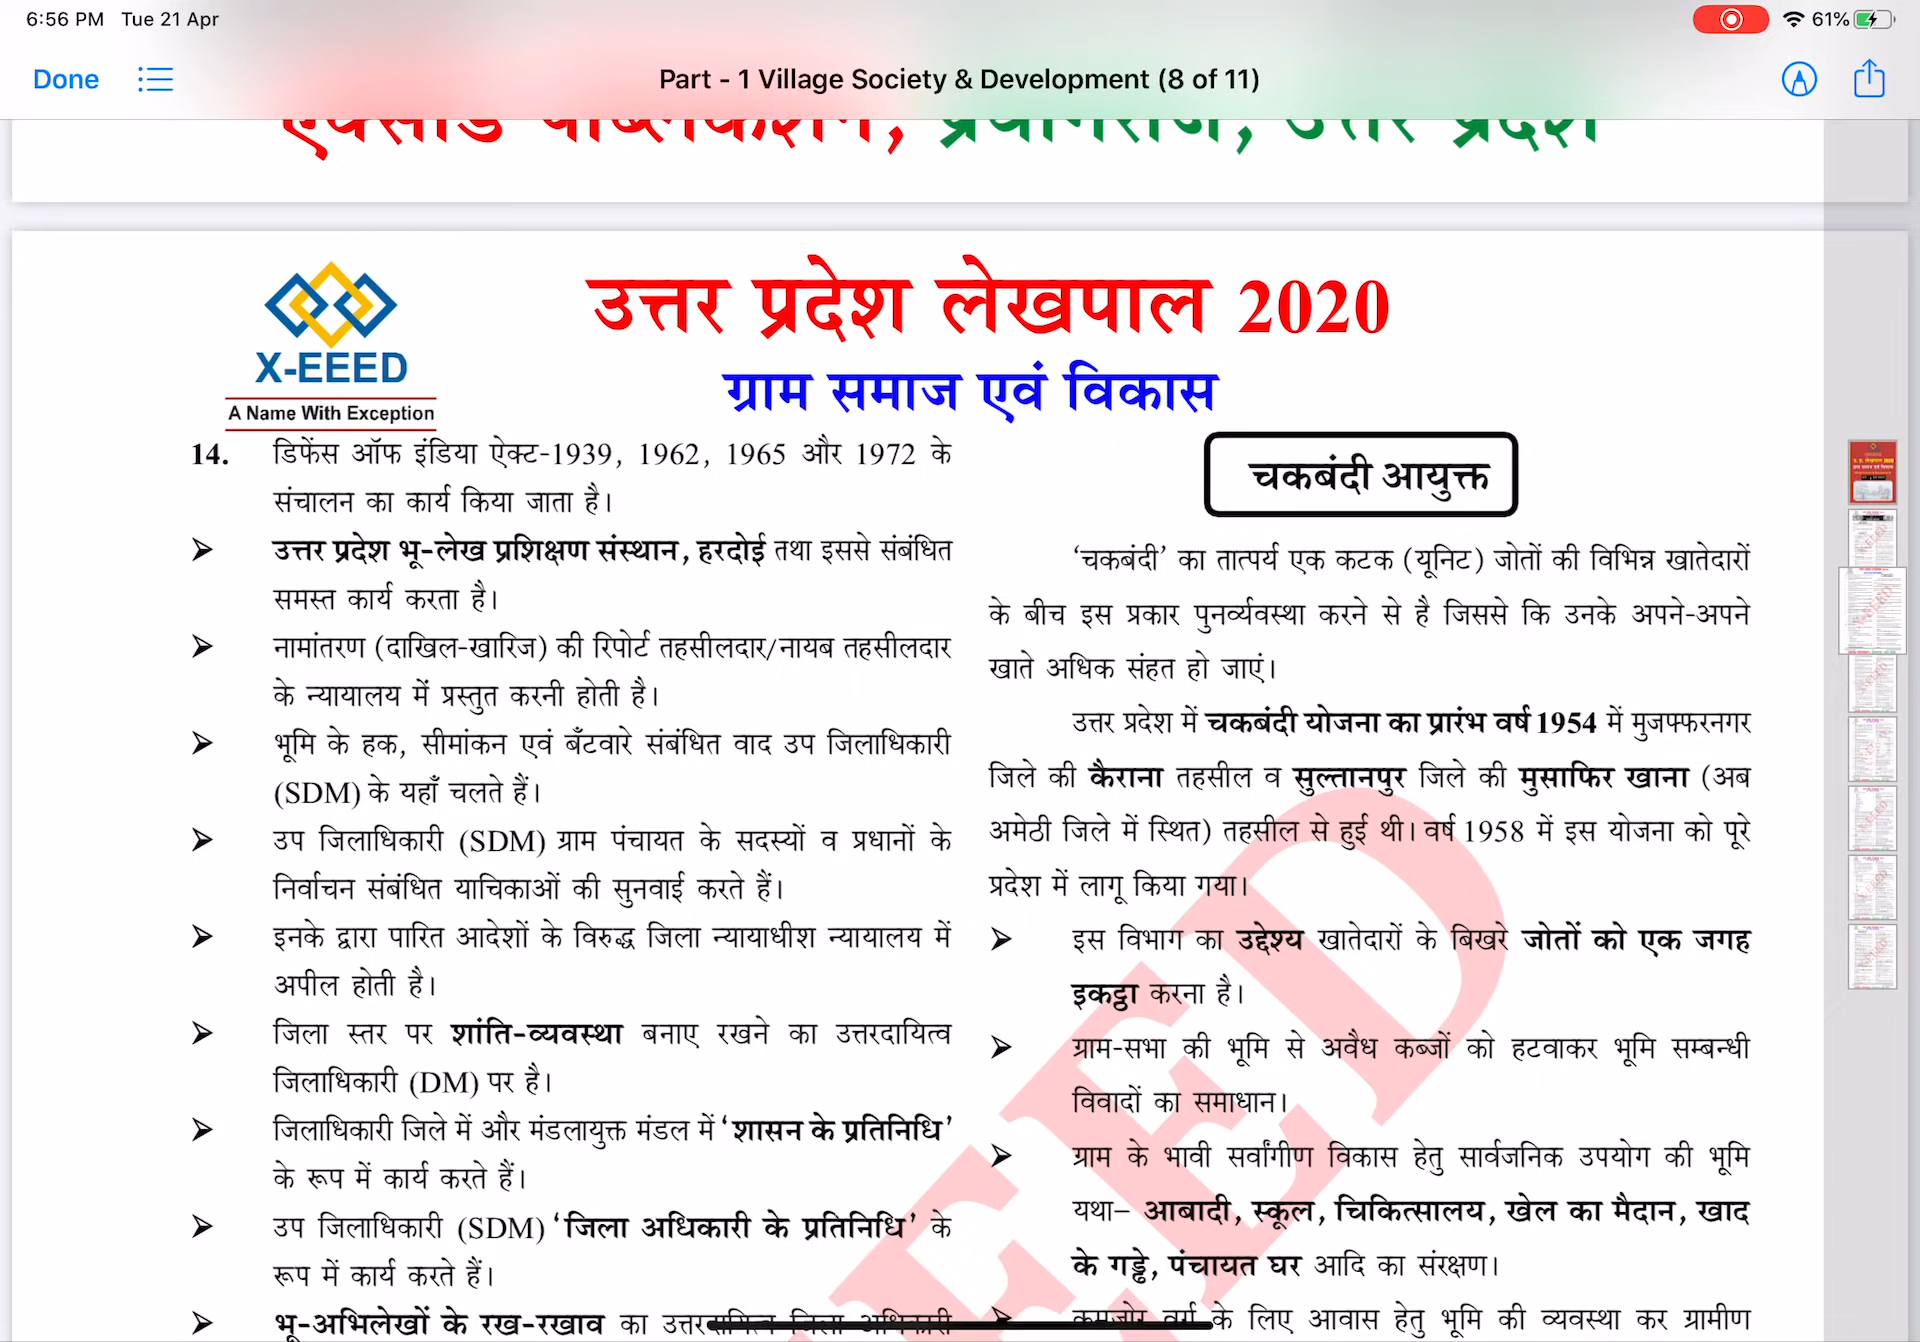 6:56 PM Tue 21 Apr
61%
Done
Part - 1 Village Society & Development (8 of 11)
X-EEED
A Name With Exception
उत्तर प्रदेश लेखपाल 2020
ग्राम समाज एवं विकास
14. डिफेंस ऑफ इंडिया ऐक्ट-1939, 1962, 1965 और 1972 के
संचालन का कार्य किया जाता है।
➢ उत्तर प्रदेश भू-लेख प्रशिक्षण संस्थान, हरदोई तथा इससे संबंधित
समस्त कार्य करता है।
➢ नामांतरण (दाखिल-खारिज) की रिपोर्ट तहसीलदार/नायब तहसीलदार
के न्यायालय में प्रस्तुत करनी होती है।
➢ भूमि के हक, सीमांकन एवं बँटवारे संबंधित वाद उप जिलाधिकारी
(SDM) के यहाँ चलते हैं।
➢ उप जिलाधिकारी (SDM) ग्राम पंचायत के सदस्यों व प्रधानों के
निर्वाचन संबंधित याचिकाओं की सुनवाई करते हैं।
➢ इनके द्वारा पारित आदेशों के विरुद्ध जिला न्यायाधीश न्यायालय में
अपील होती है।
➢ जिला स्तर पर शांति-व्यवस्था बनाए रखने का उत्तरदायित्व
जिलाधिकारी (DM) पर है।
➢ जिलाधिकारी जिले में और मंडलायुक्त मंडल में ‘शासन के प्रतिनिधि’
के रूप में कार्य करते हैं।
➢ उप जिलाधिकारी (SDM) ‘जिला अधिकारी के प्रतिनिधि’ के
रूप में कार्य करते हैं।
➢ भू-अभिलेखों के रख-रखाव का
चकबंदी आयुक्त
‘चकबंदी’ का तात्पर्य एक कटक (यूनिट) जोतों की विभिन्न खातेदारों
के बीच इस प्रकार पुनर्व्यवस्था करने से है जिससे कि उनके अपने-अपने
खाते अधिक संहत हो जाएं।
उत्तर प्रदेश में चकबंदी योजना का प्रारंभ वर्ष 1954 में मुजफ्फरनगर
जिले की कैराना तहसील व सुल्तानपुर जिले की मुसाफिर खाना (अब
अमेठी जिले में स्थित) तहसील से हुई थी। वर्ष 1958 में इस योजना को पूरे
प्रदेश में लागू किया गया।
➢ इस विभाग का उद्देश्य खातेदारों के बिखरे जोतों को एक जगह
इकट्ठा करना है।
➢ ग्राम-सभा की भूमि से अवैध कब्जों को हटवाकर भूमि सम्बन्धी
विवादों का समाधान।
➢ ग्राम के भावी सर्वांगीण विकास हेतु सार्वजनिक उपयोग की भूमि
यथा– आबादी, स्कूल, चिकित्सालय, खेल का मैदान, खाद
के गड्ढे, पंचायत घर आदि का संरक्षण।
➢ के लिए आवास हेतु भूमि की व्यवस्था कर ग्रामीण